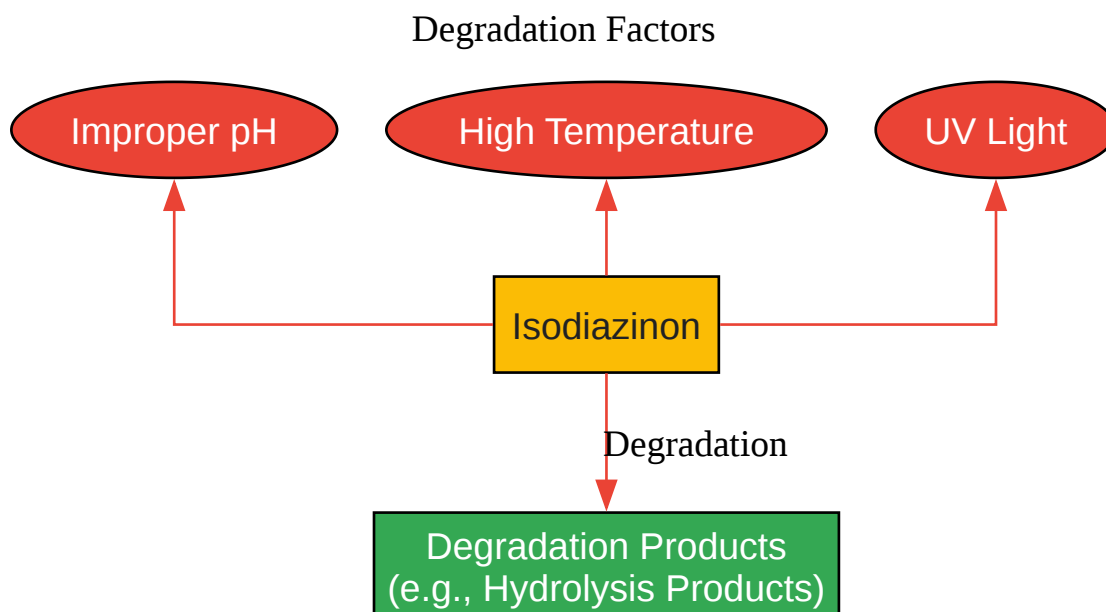 Degradation Factors
Improper pH
High Temperature
UV Light
Isodiazinon
Degradation
Degradation Products
(e.g., Hydrolysis Products)